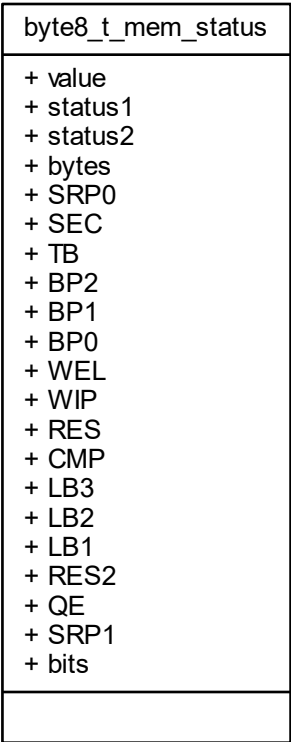 byte8_t_mem_status
+ value
+ status1
+ status2
+ bytes
+ SRP0
+ SEC
+ TB
+ BP2
+ BP1
+ BP0
+ WEL
+ WIP
+ RES
+ CMP
+ LB3
+ LB2
+ LB1
+ RES2
+ QE
+ SRP1
+ bits